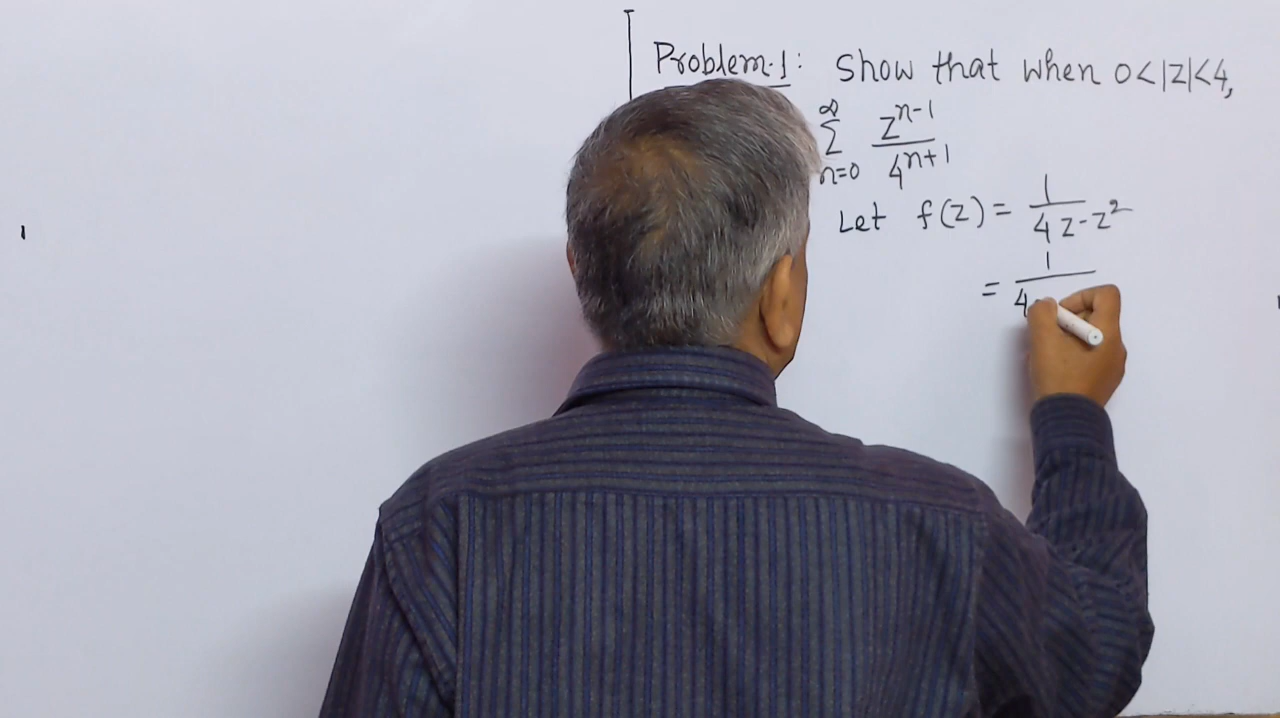 Problem.1: Show that when 0<|z|<4,
∞
Σ
n=0
z^{n-1}
4^{n+1}
Let f(z) = 1 / (4z-z²)
= 1 / 4